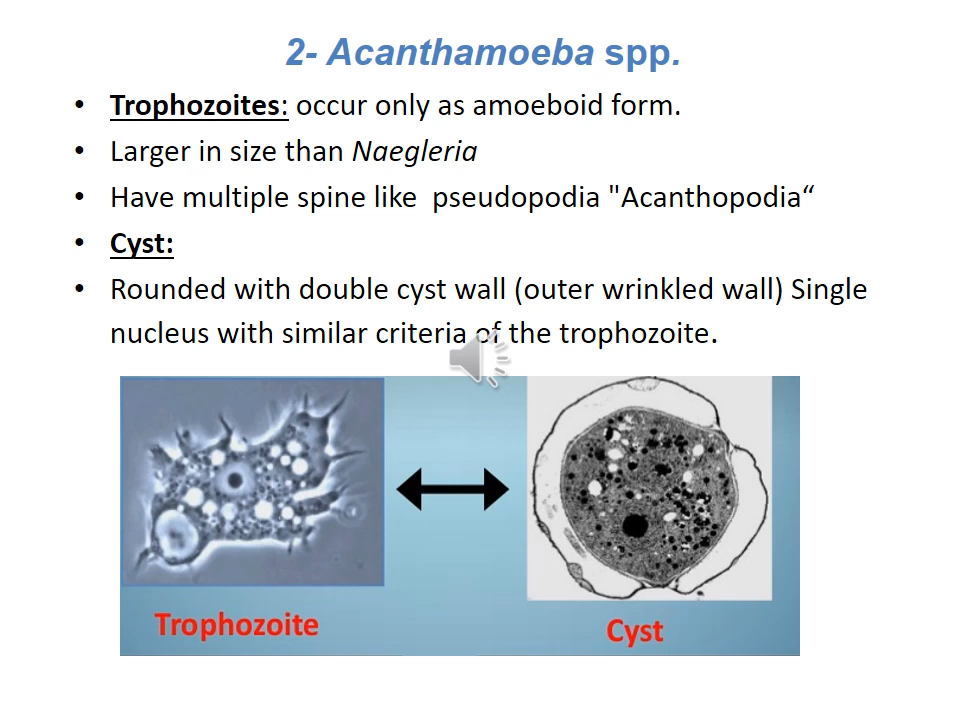 2- Acanthamoeba spp.
• Trophozoites: occur only as amoeboid form.
• Larger in size than Naegleria
• Have multiple spine like  pseudopodia "Acanthopodia“
• Cyst:
• Rounded with double cyst wall (outer wrinkled wall) Single
nucleus with similar criteria of the trophozoite.
Trophozoite
Cyst